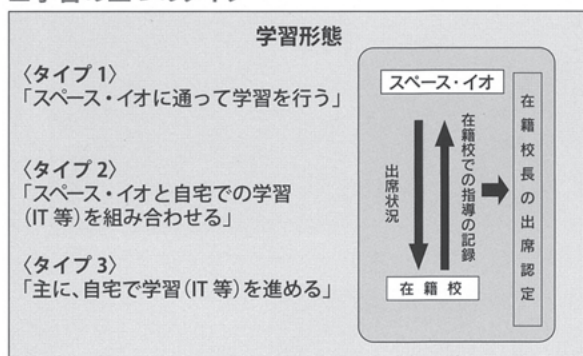 学習形態
〈タイプ 1〉
「スペース・イオに通って学習を行う」
〈タイプ 2〉
「スペース・イオと自宅での学習
(IT 等)を組み合わせる」
〈タイプ 3〉
「主に、自宅で学習(IT 等)を進める」
スペース・イオ
出席状況
在籍校での指導の記録
在籍校
在籍校長の出席認定